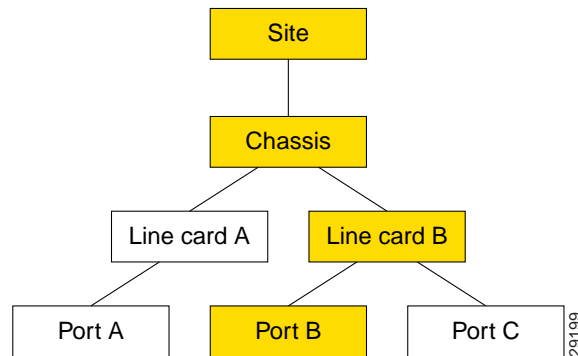 Site
Chassis
Line card A
Line card B
Port A
Port B
Port C
29199